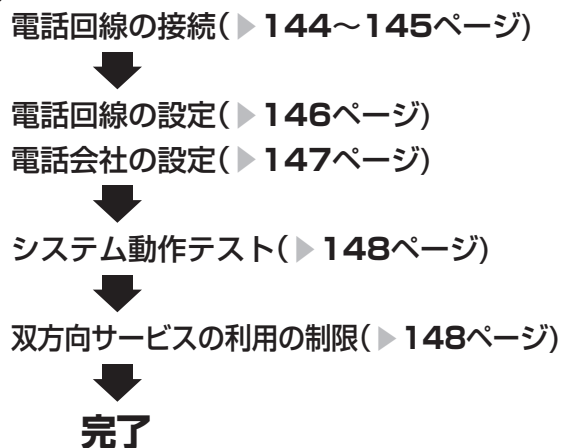 電話回線の接続(▶144～145ページ)
電話回線の設定(▶146ページ)
電話会社の設定(▶147ページ)
システム動作テスト(▶148ページ)
双方向サービスの利用の制限(▶148ページ)
完了